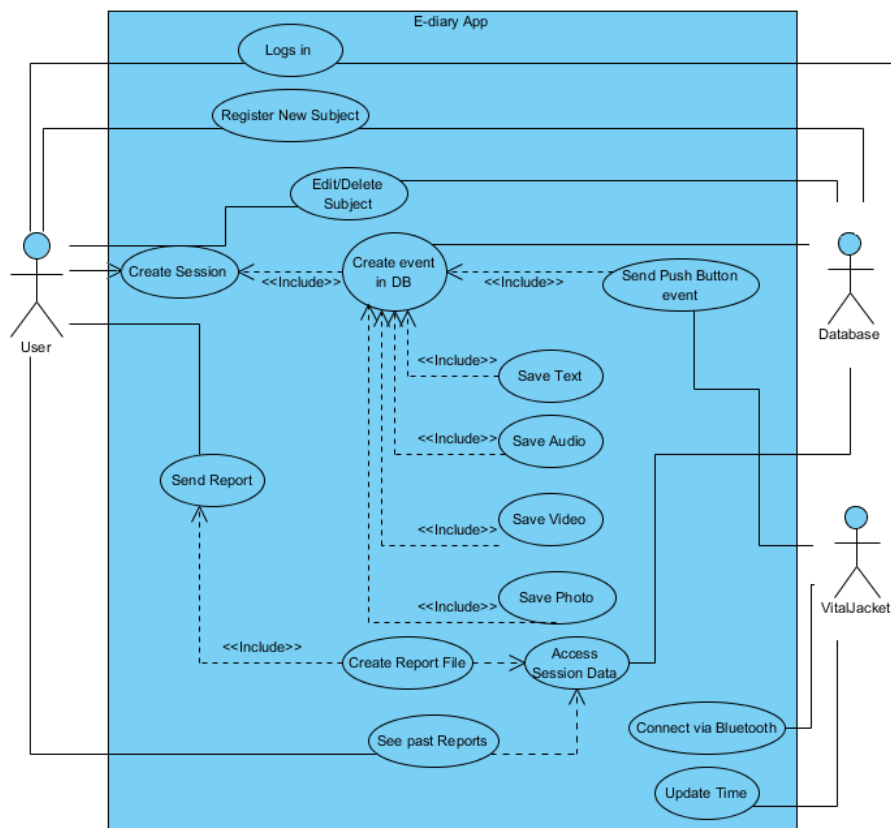 E-diary App
Logs in
Register New Subject
Edit/Delete
Subject
Create Session
<<Include>>
Create event
in DB
<<Include>>
Send Push Button
event
User
Database
<<Include>>
Save Text
<<Include>>
Save Audio
Send Report
<<Include>>
Save Video
<<Include>>
Save Photo
VitalJacket
<<Include>>
Create Report File
Access
Session Data
See past Reports
Connect via Bluetooth
Update Time